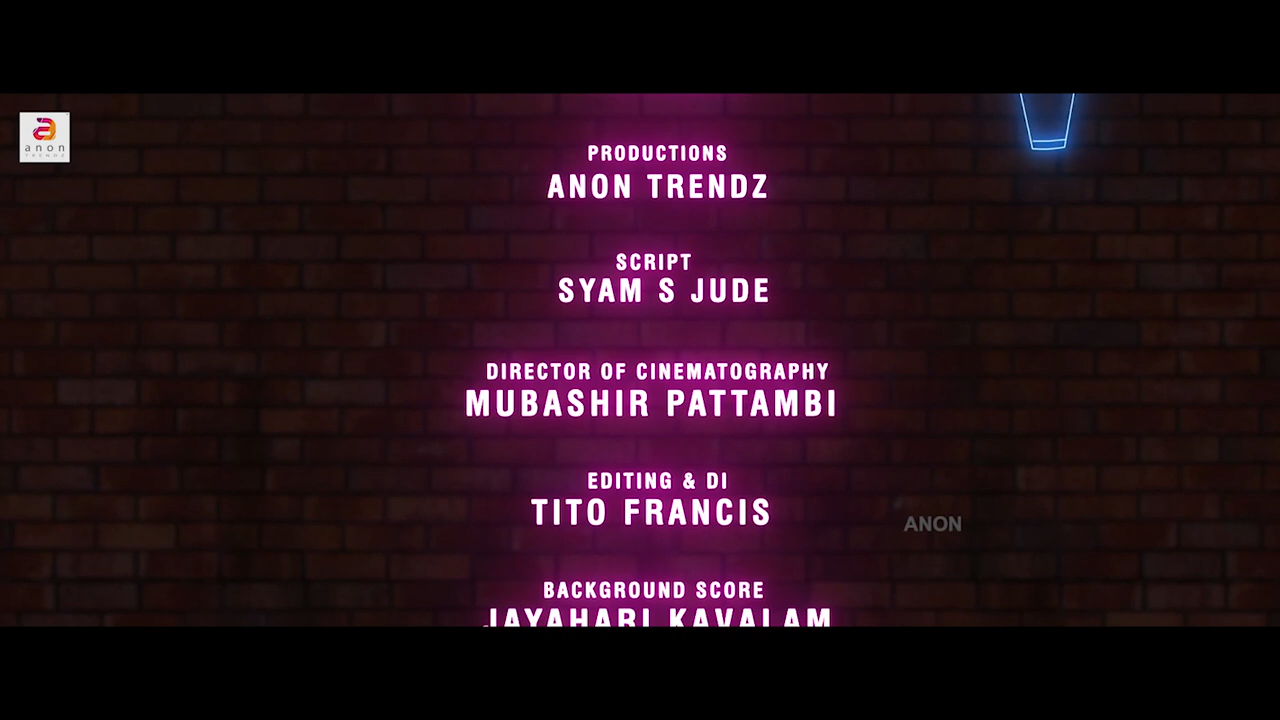 anon
TRENDZ
PRODUCTIONS
ANON TRENDZ
SCRIPT
SYAM S JUDE
DIRECTOR OF CINEMATOGRAPHY
MUBASHIR PATTAMBI
EDITING & DI
TITO FRANCIS
ANON
BACKGROUND SCORE
JAYAHARI KAVALAM